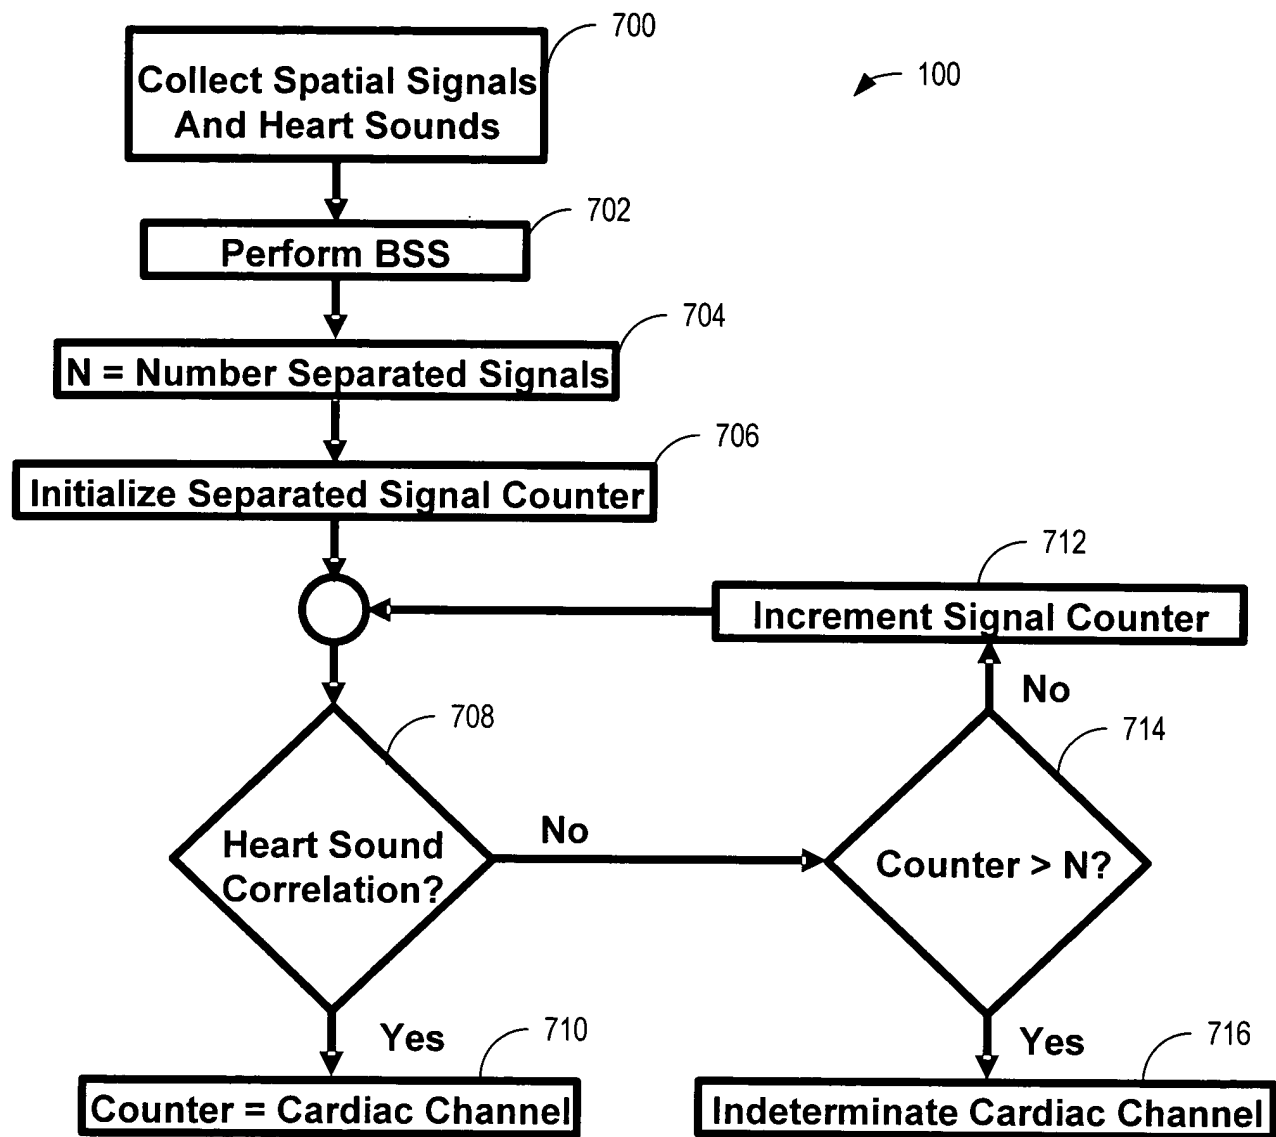 700
Collect Spatial Signals
And Heart Sounds
100
702
Perform BSS
704
N = Number Separated Signals
706
Initialize Separated Signal Counter
712
Increment Signal Counter
No
708
714
Heart Sound
Correlation?
No
Counter > N?
Yes
710
Counter = Cardiac Channel
Yes
716
Indeterminate Cardiac Channel